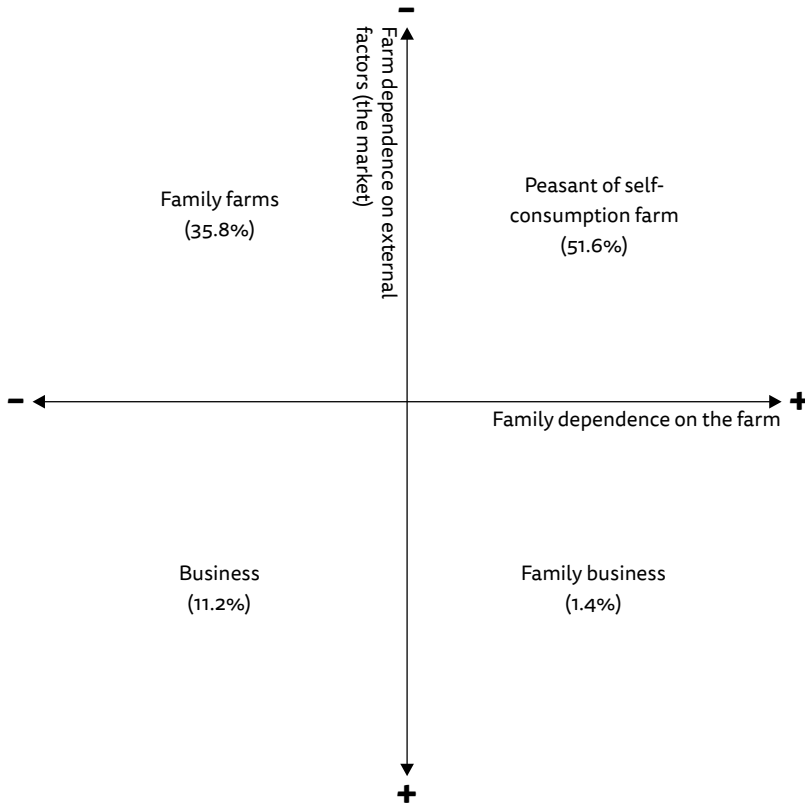 −
Farm dependence on external
factors (the market)
Family farms
(35.8%)
Peasant of self-
consumption farm
(51.6%)
−
+
Family dependence on the farm
Business
(11.2%)
Family business
(1.4%)
+